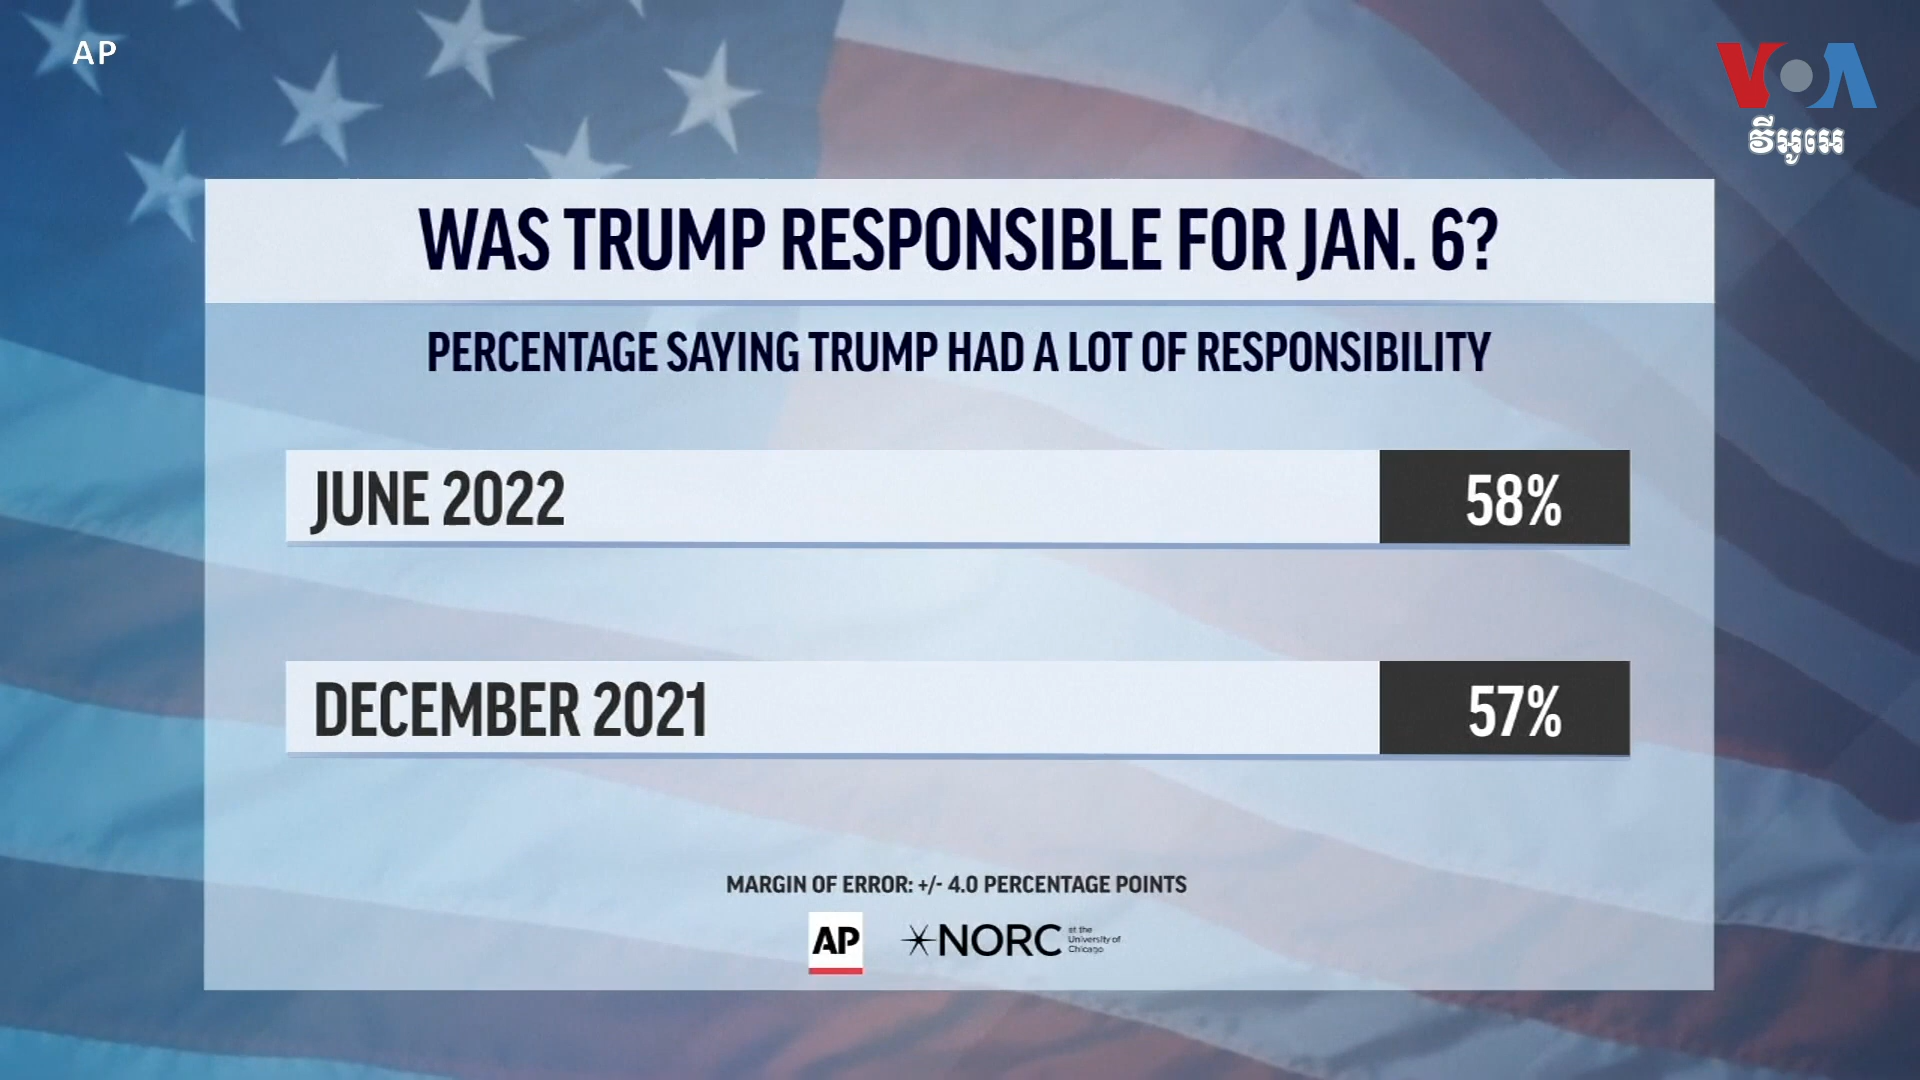 AP
VOA
វីអូអេ
WAS TRUMP RESPONSIBLE FOR JAN. 6?
PERCENTAGE SAYING TRUMP HAD A LOT OF RESPONSIBILITY
JUNE 2022 58%
DECEMBER 2021 57%
MARGIN OF ERROR: +/- 4.0 PERCENTAGE POINTS
AP NORC at the
University of
Chicago